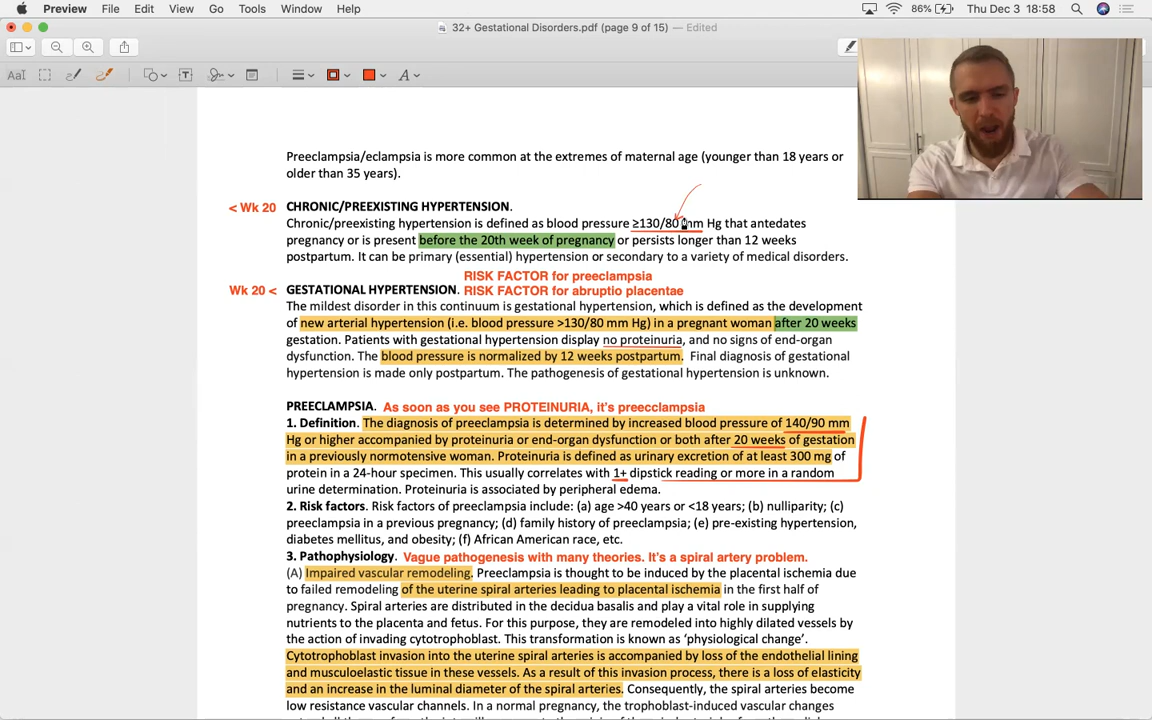 Preview File Edit View Go Tools Window Help 86% Thu Dec 3 18:58
32+ Gestational Disorders.pdf (page 9 of 15) — Edited
Preeclampsia/eclampsia is more common at the extremes of maternal age (younger than 18 years or
older than 35 years).
< Wk 20 CHRONIC/PREEXISTING HYPERTENSION.
Chronic/preexisting hypertension is defined as blood pressure ≥130/80 mm Hg that antedates
pregnancy or is present before the 20th week of pregnancy or persists longer than 12 weeks
postpartum. It can be primary (essential) hypertension or secondary to a variety of medical disorders.
RISK FACTOR for preeclampsia
Wk 20 < GESTATIONAL HYPERTENSION. RISK FACTOR for abruptio placentae
The mildest disorder in this continuum is gestational hypertension, which is defined as the development
of new arterial hypertension (i.e. blood pressure >130/80 mm Hg) in a pregnant woman after 20 weeks
gestation. Patients with gestational hypertension display no proteinuria, and no signs of end-organ
dysfunction. The blood pressure is normalized by 12 weeks postpartum. Final diagnosis of gestational
hypertension is made only postpartum. The pathogenesis of gestational hypertension is unknown.
PREECLAMPSIA. As soon as you see PROTEINURIA, it's preecclampsia
1. Definition. The diagnosis of preeclampsia is determined by increased blood pressure of 140/90 mm
Hg or higher accompanied by proteinuria or end-organ dysfunction or both after 20 weeks of gestation
in a previously normotensive woman. Proteinuria is defined as urinary excretion of at least 300 mg of
protein in a 24-hour specimen. This usually correlates with 1+ dipstick reading or more in a random
urine determination. Proteinuria is associated by peripheral edema.
2. Risk factors. Risk factors of preeclampsia include: (a) age >40 years or <18 years; (b) nulliparity; (c)
preeclampsia in a previous pregnancy; (d) family history of preeclampsia; (e) pre-existing hypertension,
diabetes mellitus, and obesity; (f) African American race, etc.
3. Pathophysiology. Vague pathogenesis with many theories. It's a spiral artery problem.
(A) Impaired vascular remodeling. Preeclampsia is thought to be induced by the placental ischemia due
to failed remodeling of the uterine spiral arteries leading to placental ischemia in the first half of
pregnancy. Spiral arteries are distributed in the decidua basalis and play a vital role in supplying
nutrients to the placenta and fetus. For this purpose, they are remodeled into highly dilated vessels by
the action of invading cytotrophoblast. This transformation is known as ‘physiological change’.
Cytotrophoblast invasion into the uterine spiral arteries is accompanied by loss of the endothelial lining
and musculoelastic tissue in these vessels. As a result of this invasion process, there is a loss of elasticity
and an increase in the luminal diameter of the spiral arteries. Consequently, the spiral arteries become
low resistance vascular channels. In a normal pregnancy, the trophoblast-induced vascular changes